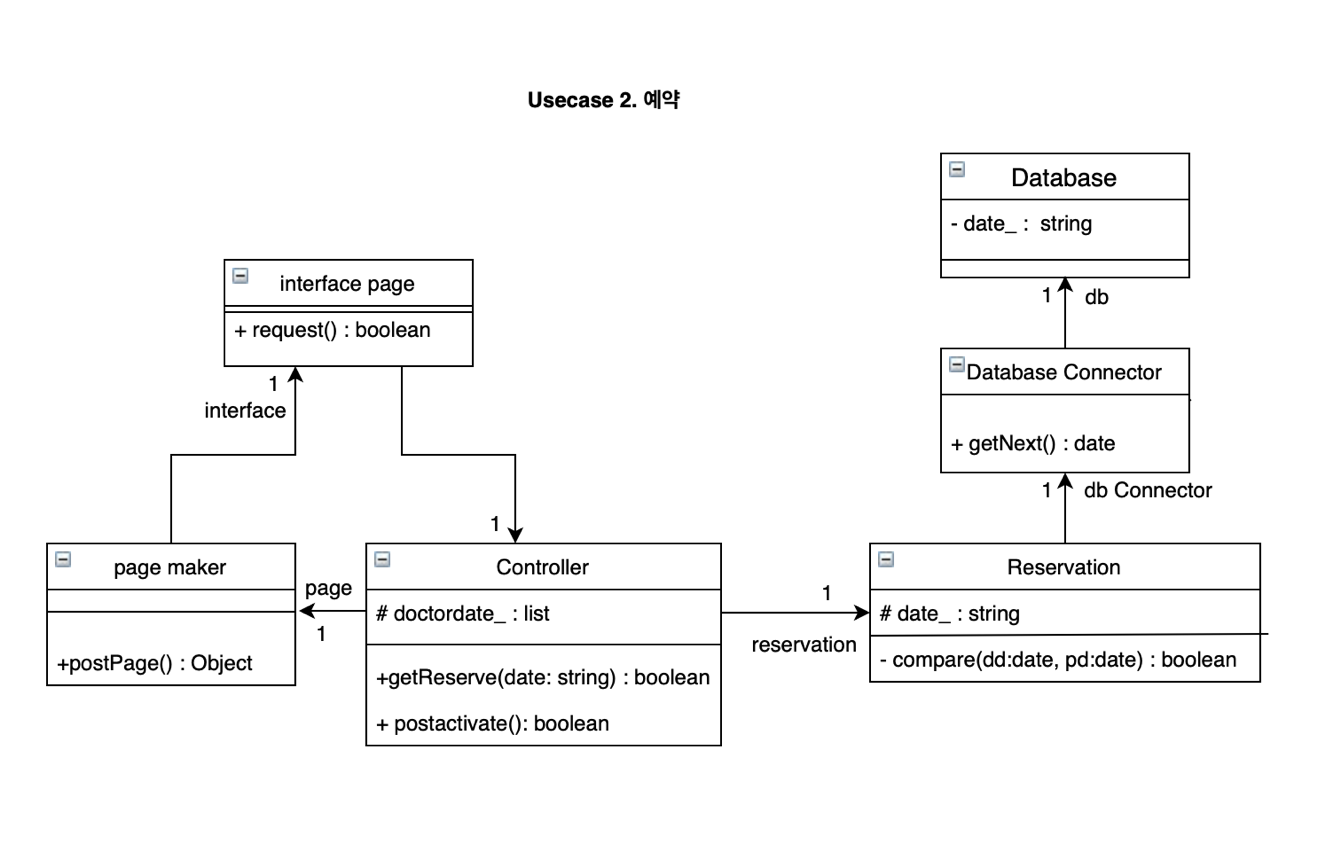 Usecase 2. 예약
Database
- date_ :  string
1
db
interface page
+ request() : boolean
Database Connector
+ getNext() : date
1
interface
1
db Connector
1
page maker
+postPage() : Object
page
1
Controller
# doctordate_ : list
+getReserve(date: string) : boolean
+ postactivate(): boolean
1
reservation
Reservation
# date_ : string
- compare(dd:date, pd:date) : boolean